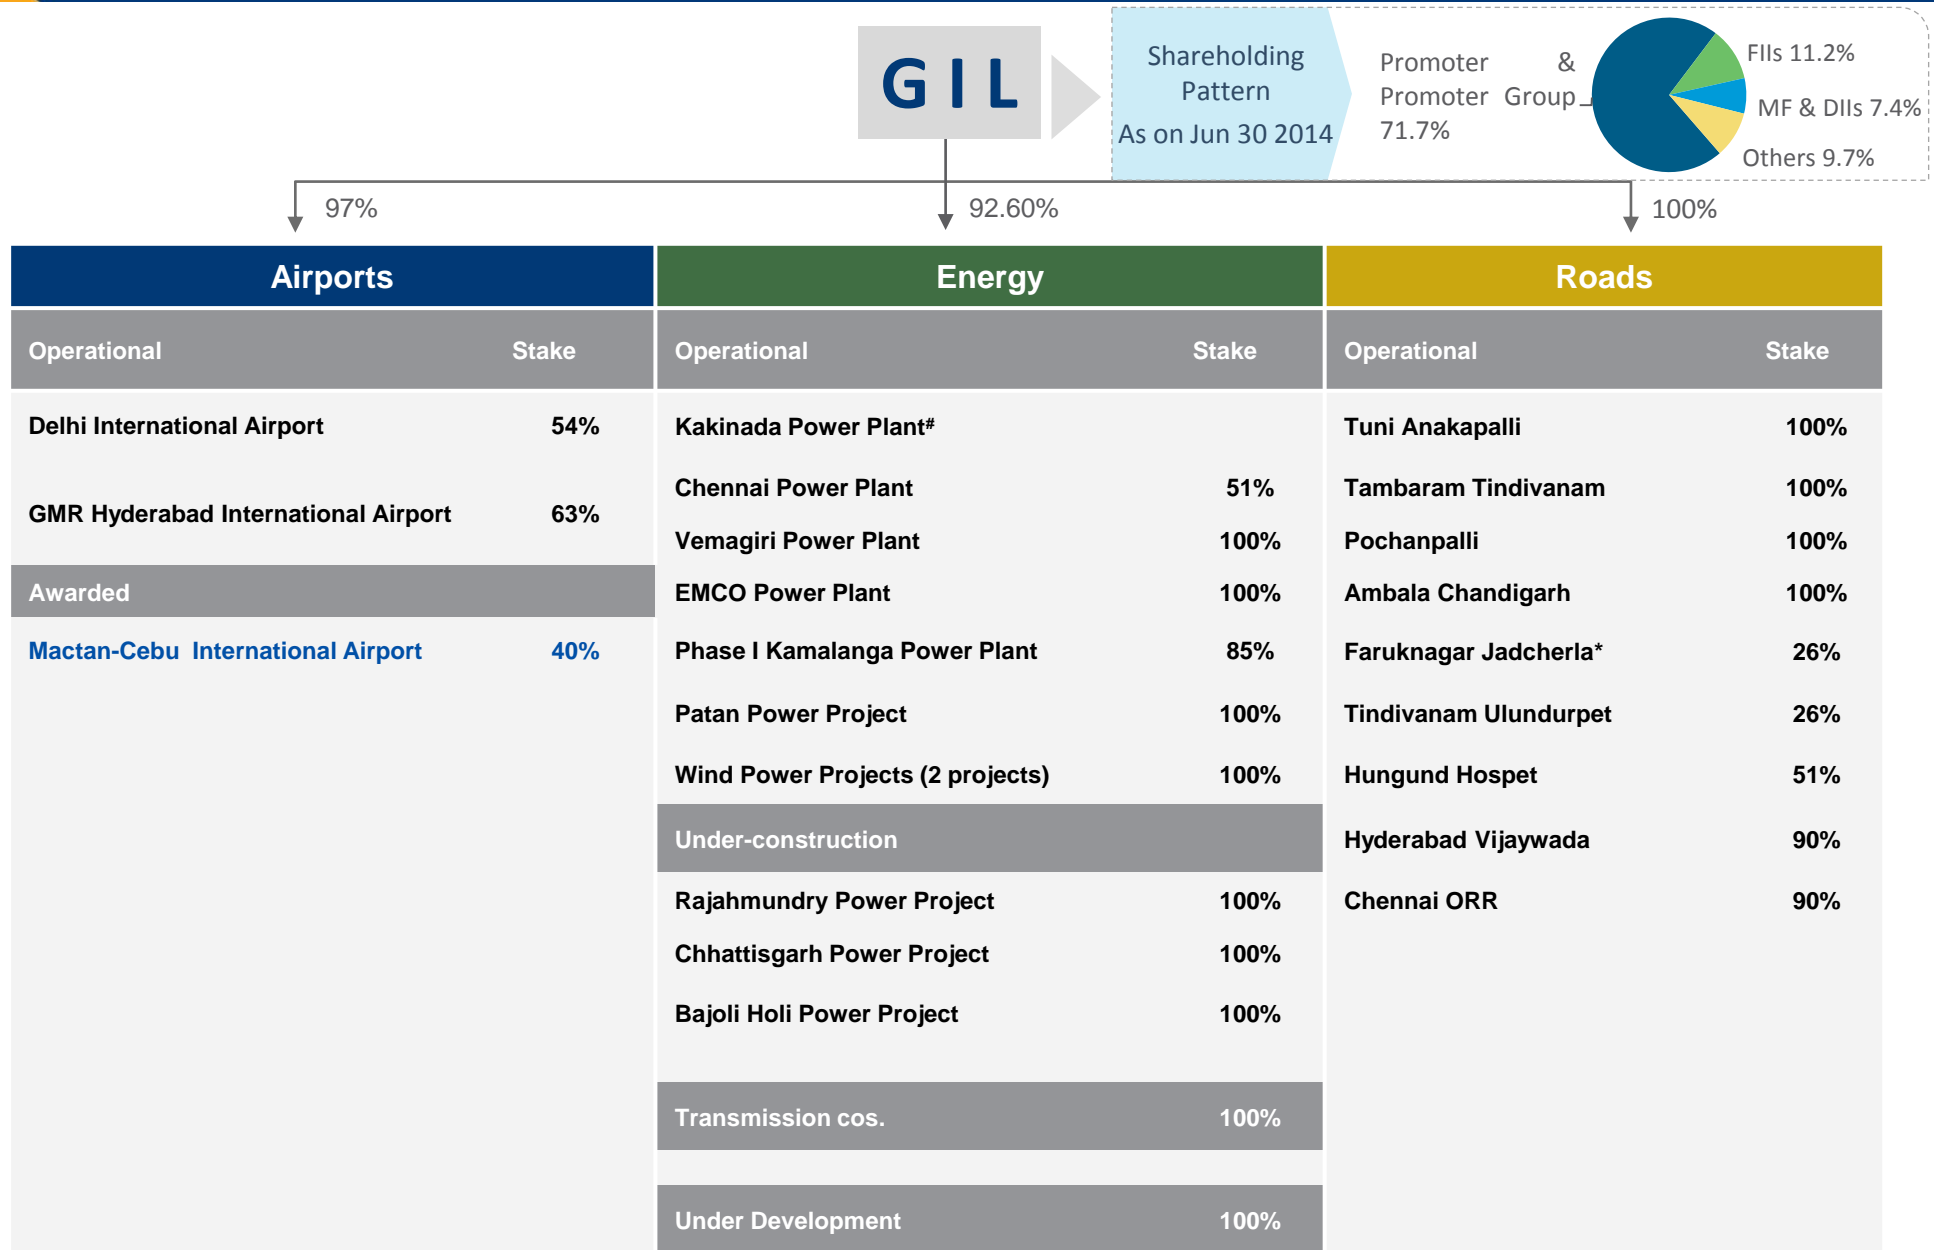 G I L
Shareholding
Pattern
As on Jun 30 2014
Promoter &
Promoter Group
71.7%
FIIs 11.2%
MF & DIIs 7.4%
Others 9.7%
97%
92.60%
100%
Airports
Operational Stake
Delhi International Airport 54%
GMR Hyderabad International Airport 63%
Awarded
Mactan-Cebu International Airport 40%
Energy
Operational Stake
Kakinada Power Plant#
Chennai Power Plant 51%
Vemagiri Power Plant 100%
EMCO Power Plant 100%
Phase I Kamalanga Power Plant 85%
Patan Power Project 100%
Wind Power Projects (2 projects) 100%
Under-construction
Rajahmundry Power Project 100%
Chhattisgarh Power Project 100%
Bajoli Holi Power Project 100%
Transmission cos. 100%
Under Development 100%
Roads
Operational Stake
Tuni Anakapalli 100%
Tambaram Tindivanam 100%
Pochanpalli 100%
Ambala Chandigarh 100%
Faruknagar Jadcherla* 26%
Tindivanam Ulundurpet 26%
Hungund Hospet 51%
Hyderabad Vijaywada 90%
Chennai ORR 90%